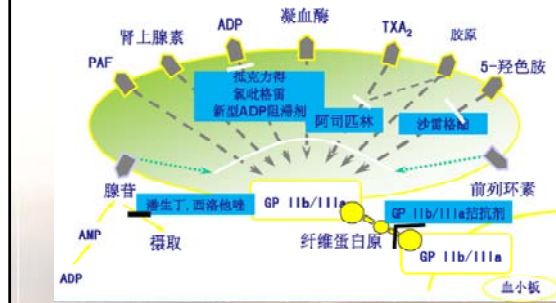 肾上腺素
ADP
凝血酶
TXA₂
胶原
PAF
5-羟色胺
抵克力得
氯吡格雷
新型ADP阻滞剂
阿司匹林
沙雷格酯
腺苷
前列环素
潘生丁、西洛他唑
GP IIb/IIIa
GP IIb/IIIa拮抗剂
AMP
摄取
纤维蛋白原
GP IIb/IIIa
ADP
血小板